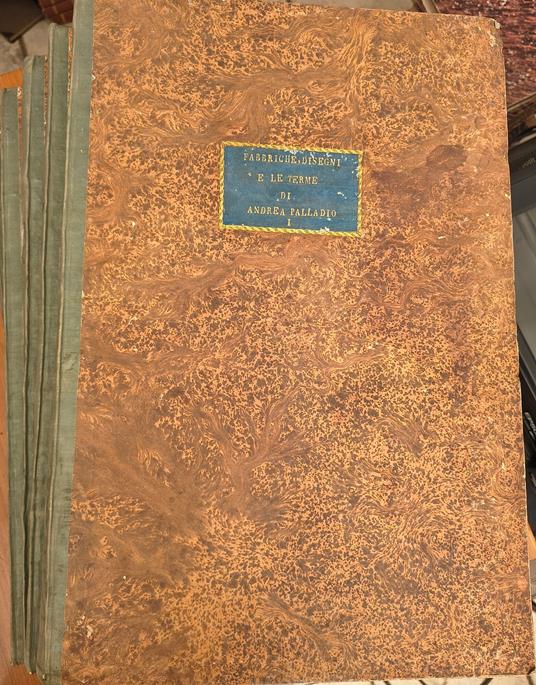 FABBRICHE, DISEGNI
E LE TERME
DI
ANDREA PALLADIO
I